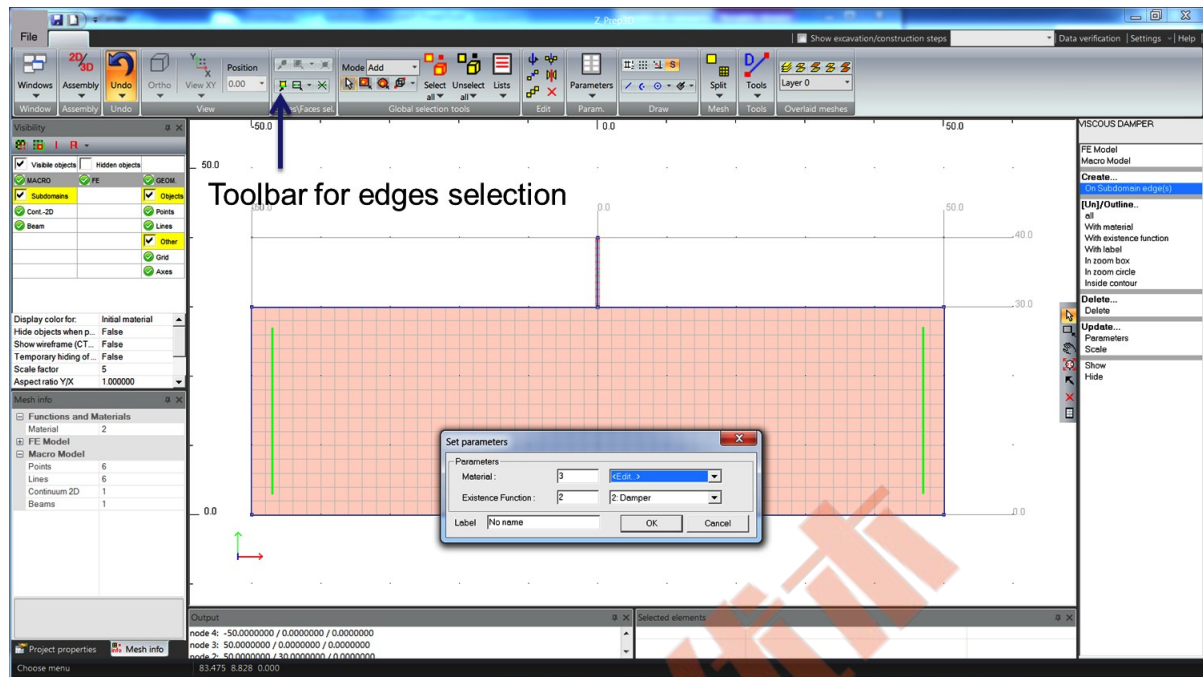 Z_Prep3D
File
Show excavation/construction steps
Data verification | Settings | Help
Windows
2D/3D
Assembly
Undo
Ortho
View XY
Position
0.00
Mode Add
Select all
Unselect all
Lists
Parameters
Split
Tools
Layer 0
Window
Assembly
Undo
View
Edges\Faces sel.
Global selection tools
Edit
Param.
Draw
Mesh
Tools
Overlaid meshes
Visibility
Visible objects
Hidden objects
MACRO
FE
GEOM.
Subdomains
Objects
Cont.-2D
Points
Beam
Lines
Other
Grid
Axes
Display color for: Initial material
Hide objects when p... False
Show wireframe (CT... False
Temporary hiding of ... False
Scale factor 5
Aspect ratio Y/X 1.000000
Mesh info
Functions and Materials
Material 2
FE Model
Macro Model
Points 6
Lines 6
Continuum 2D 1
Beams 1
Project properties
Mesh info
Choose menu
83.475 8.828 0.000
-50.0
0.0
50.0
50.0
Toolbar for edges selection
0.0
50.0
40.0
30.0
0.0
0.0
Set parameters
Parameters
Material : 3 <Edit...>
Existence Function : 2 2: Damper
Label No name
OK
Cancel
Output
node 4: -50.0000000 / 0.0000000 / 0.0000000
node 3: 50.0000000 / 0.0000000 / 0.0000000
node 2: 50.0000000 / 30.0000000 / 0.0000000
Selected elements
VISCOUS DAMPER
FE Model
Macro Model
Create...
On Subdomain edge(s)
[Un]/Outline..
all
With material
With existence function
With label
In zoom box
In zoom circle
Inside contour
Delete...
Delete
Update...
Parameters
Scale
Show
Hide